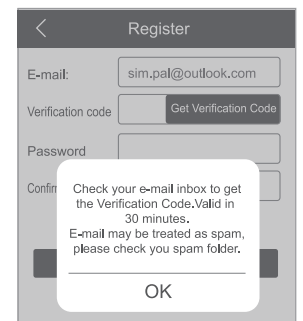 Register
E-mail:
sim.pal@outlook.com
Verification code
Get Verification Code
Password
Confirm
Check your e-mail inbox to get
the Verification Code.Valid in
30 minutes.
E-mail may be treated as spam,
please check you spam folder.
OK